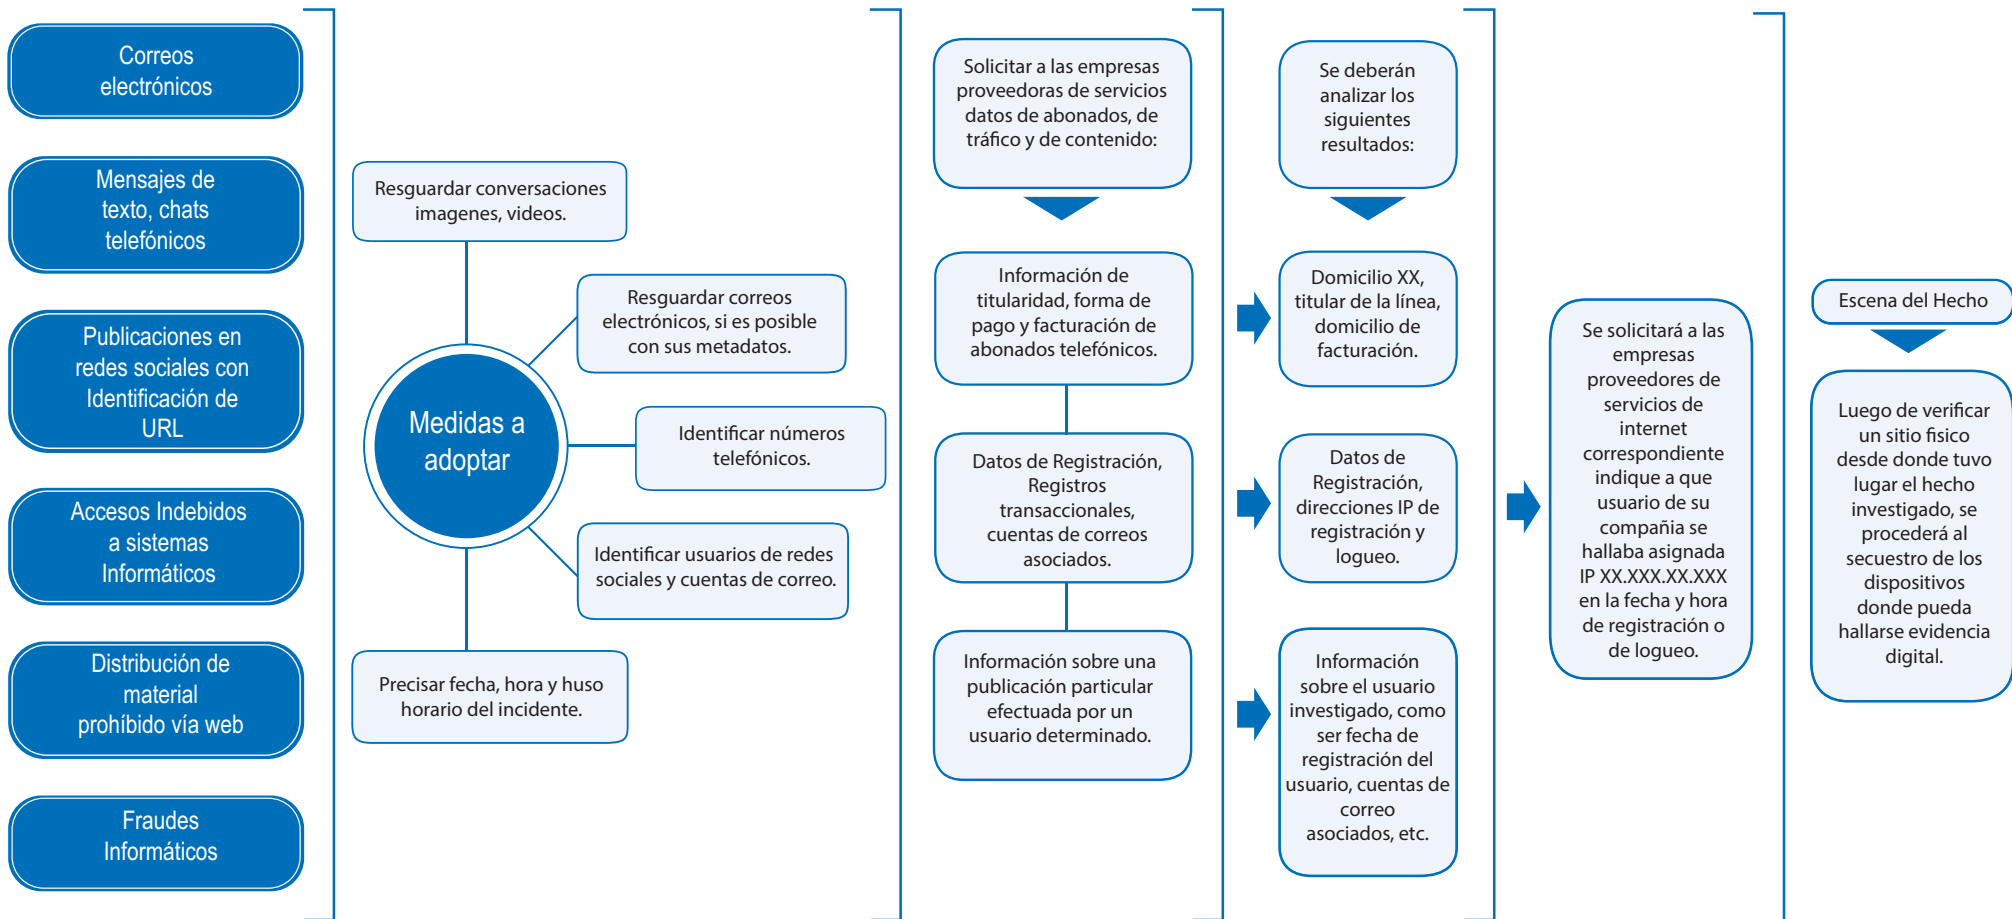 Correos
electrónicos
Mensajes de
texto, chats
telefónicos
Publicaciones en
redes sociales con
Identificación de
URL
Accesos Indebidos
a sistemas
Informáticos
Distribución de
material
prohíbido vía web
Fraudes
Informáticos
Medidas a
adoptar
Resguardar conversaciones
imagenes, videos.
Resguardar correos
electrónicos, si es posible
con sus metadatos.
Identificar números
telefónicos.
Identificar usuarios de redes
sociales y cuentas de correo.
Precisar fecha, hora y huso
horario del incidente.
Solicitar a las empresas
proveedoras de servicios
datos de abonados, de
tráfico y de contenido:
Información de
titularidad, forma de
pago y facturación de
abonados telefónicos.
Datos de Registración,
Registros
transaccionales,
cuentas de correos
asociados.
Información sobre una
publicación particular
efectuada por un
usuario determinado.
Se deberán
analizar los
siguientes
resultados:
Domicilio XX,
titular de la línea,
domicilio de
facturación.
Datos de
Registración,
direcciones IP de
registración y
logueo.
Información
sobre el usuario
investigado, como
ser fecha de
registración del
usuario, cuentas de
correo
asociados, etc.
Se solicitará a las
empresas
proveedores de
servicios de
internet
correspondiente
indique a que
usuario de su
compañia se
hallaba asignada
IP XX.XXX.XX.XXX
en la fecha y hora
de registración o
de logueo.
Escena del Hecho
Luego de verificar
un sitio fisico
desde donde tuvo
lugar el hecho
investigado, se
procederá al
secuestro de los
dispositivos
donde pueda
hallarse evidencia
digital.